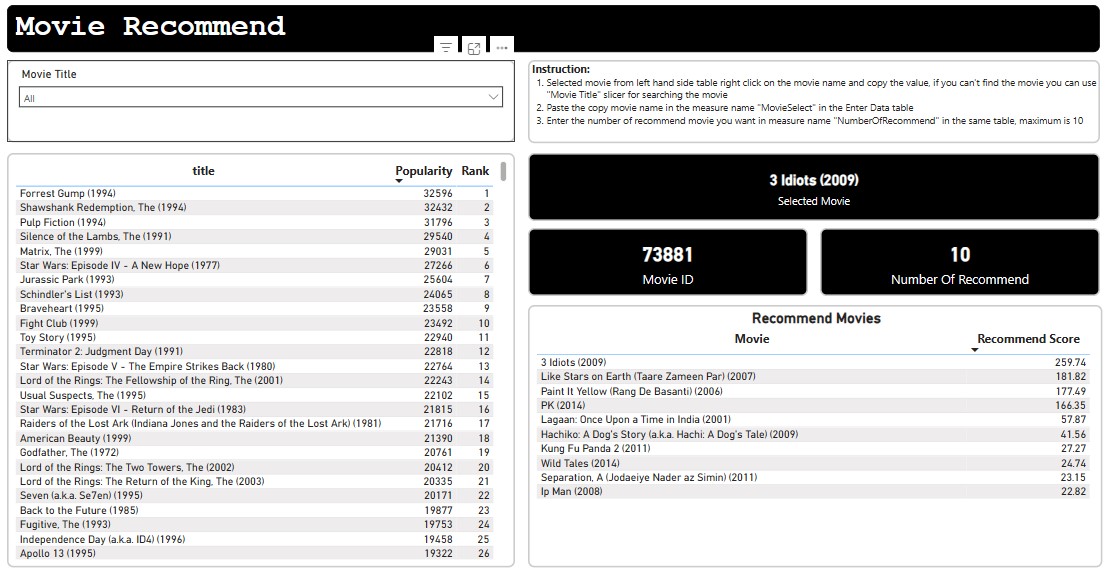 Movie Recommend
Movie Title
All
Instruction:
1. Selected movie from left hand side table right click on the movie name and copy the value, if you can't find the movie you can use
"Movie Title" slicer for searching the movie
2. Paste the copy movie name in the measure name "MovieSelect" in the Enter Data table
3. Enter the number of recommend movie you want in measure name "NumberOfRecommend" in the same table, maximum is 10
title Popularity Rank
Forrest Gump (1994) 32596 1
Shawshank Redemption, The (1994) 32432 2
Pulp Fiction (1994) 31796 3
Silence of the Lambs, The (1991) 29540 4
Matrix, The (1999) 29031 5
Star Wars: Episode IV - A New Hope (1977) 27266 6
Jurassic Park (1993) 25604 7
Schindler's List (1993) 24065 8
Braveheart (1995) 23558 9
Fight Club (1999) 23492 10
Toy Story (1995) 22940 11
Terminator 2: Judgment Day (1991) 22818 12
Star Wars: Episode V - The Empire Strikes Back (1980) 22764 13
Lord of the Rings: The Fellowship of the Ring, The (2001) 22243 14
Usual Suspects, The (1995) 22102 15
Star Wars: Episode VI - Return of the Jedi (1983) 21815 16
Raiders of the Lost Ark (Indiana Jones and the Raiders of the Lost Ark) (1981) 21716 17
American Beauty (1999) 21390 18
Godfather, The (1972) 20761 19
Lord of the Rings: The Two Towers, The (2002) 20412 20
Lord of the Rings: The Return of the King, The (2003) 20335 21
Seven (a.k.a. Se7en) (1995) 20171 22
Back to the Future (1985) 19877 23
Fugitive, The (1993) 19753 24
Independence Day (a.k.a. ID4) (1996) 19458 25
Apollo 13 (1995) 19322 26
3 Idiots (2009)
Selected Movie
73881
Movie ID
10
Number Of Recommend
Recommend Movies
Movie Recommend Score
3 Idiots (2009) 259.74
Like Stars on Earth (Taare Zameen Par) (2007) 181.82
Paint It Yellow (Rang De Basanti) (2006) 177.49
PK (2014) 166.35
Lagaan: Once Upon a Time in India (2001) 57.87
Hachiko: A Dog's Story (a.k.a. Hachi: A Dog's Tale) (2009) 41.56
Kung Fu Panda 2 (2011) 27.27
Wild Tales (2014) 24.74
Separation, A (Jodaeiye Nader az Simin) (2011) 23.15
Ip Man (2008) 22.82